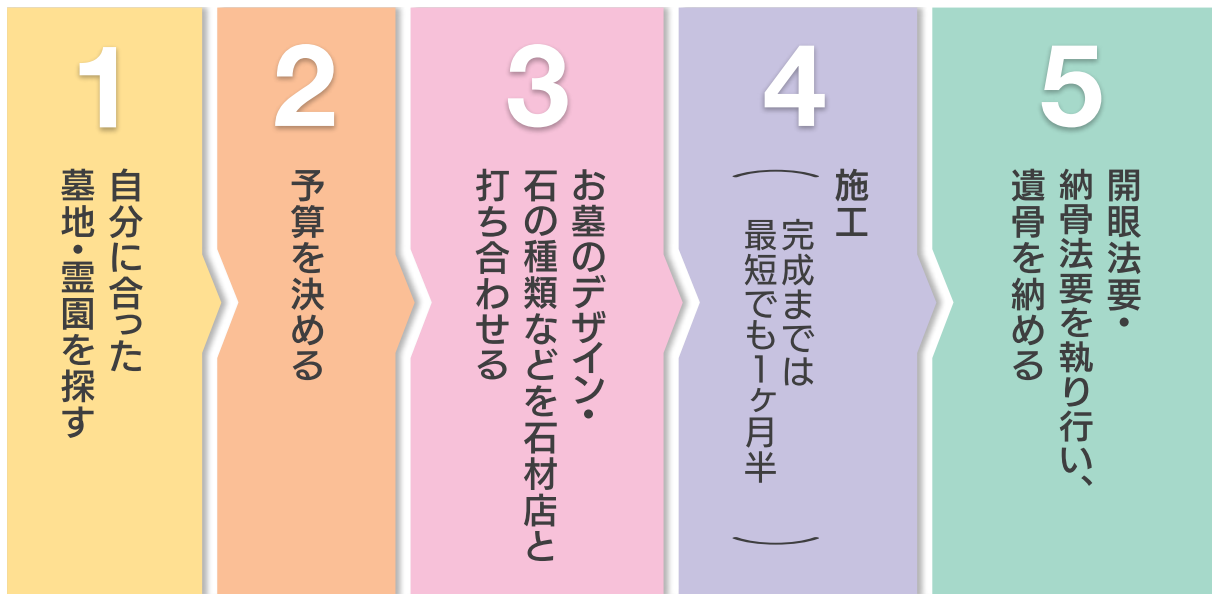 1
自分に合った
墓地・霊園を探す
2
予算を決める
3
お墓のデザイン・
石の種類などを石材店と
打ち合わせる
4
施工
（完成までは
最短でも1ヶ月半）
5
開眼法要・
納骨法要を執り行い、
遺骨を納める